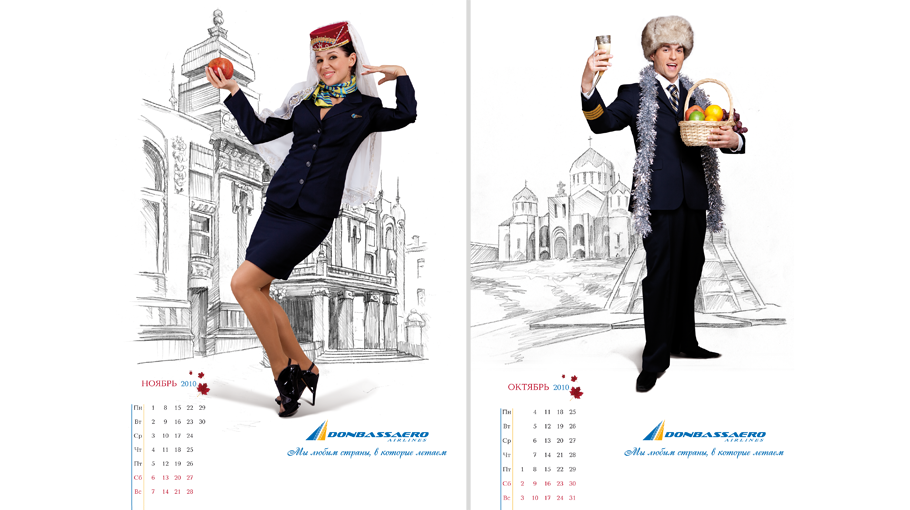 НОЯБРЬ 2010
Пн 1 8 15 22 29
Вт 2 9 16 23 30
Ср 3 10 17 24
Чт 4 11 18 25
Пт 5 12 19 26
Сб 6 13 20 27
Вс 7 14 21 28
DONBASSAERO
AIRLINES
Мы любим страны, в которые летаем
ОКТЯБРЬ 2010
Пн 4 11 18 25
Вт 5 12 19 26
Ср 6 13 20 27
Чт 7 14 21 28
Пт 1 8 15 22 29
Сб 2 9 16 23 30
Вс 3 10 17 24 31
DONBASSAERO
AIRLINES
Мы любим страны, в которые летаем